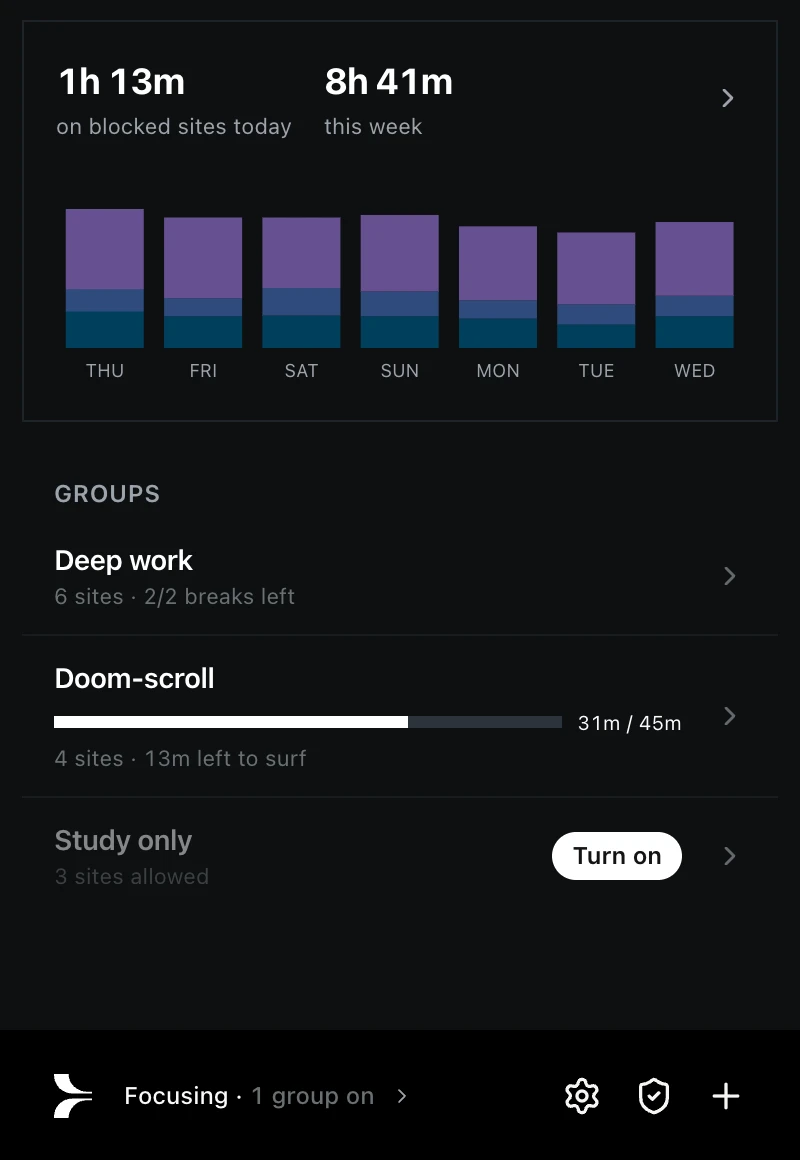 1h 13m 8h 41m
on blocked sites today this week
THU FRI SAT SUN MON TUE WED
GROUPS
Deep work
6 sites · 2/2 breaks left
Doom-scroll
31m / 45m
4 sites · 13m left to surf
Study only
3 sites allowed
Turn on
Focusing · 1 group on